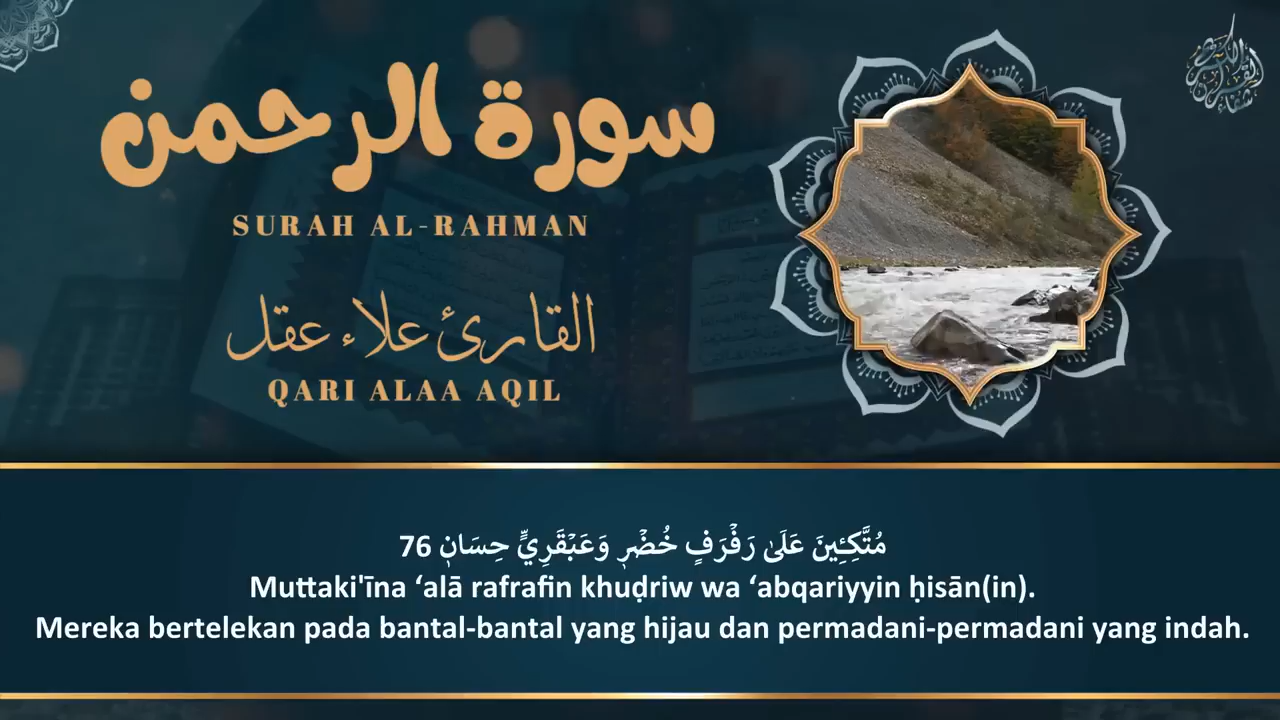 سورة الرحمن
SURAH AL-RAHMAN
القارئ علاء عقل
QARI ALAA AQIL
مُتَّكِـِٔينَ عَلَىٰ رَفْرَفٍ خُضْرٖ وَعَبْقَرِيٍّ حِسَانٖ 76
Muttaki'īna ‘alā rafrafin khuḍriw wa ‘abqariyyin ḥisān(in).
Mereka bertelekan pada bantal-bantal yang hijau dan permadani-permadani yang indah.